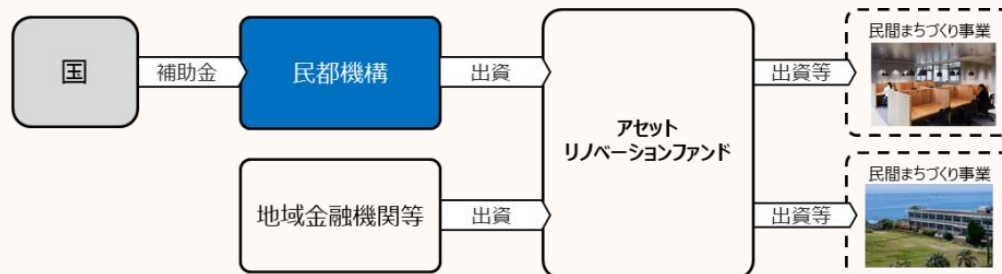 国
補助金
民都機構
出資
アセット
リノベーションファンド
出資等
民間まちづくり事業
地域金融機関等
出資
出資等
民間まちづくり事業